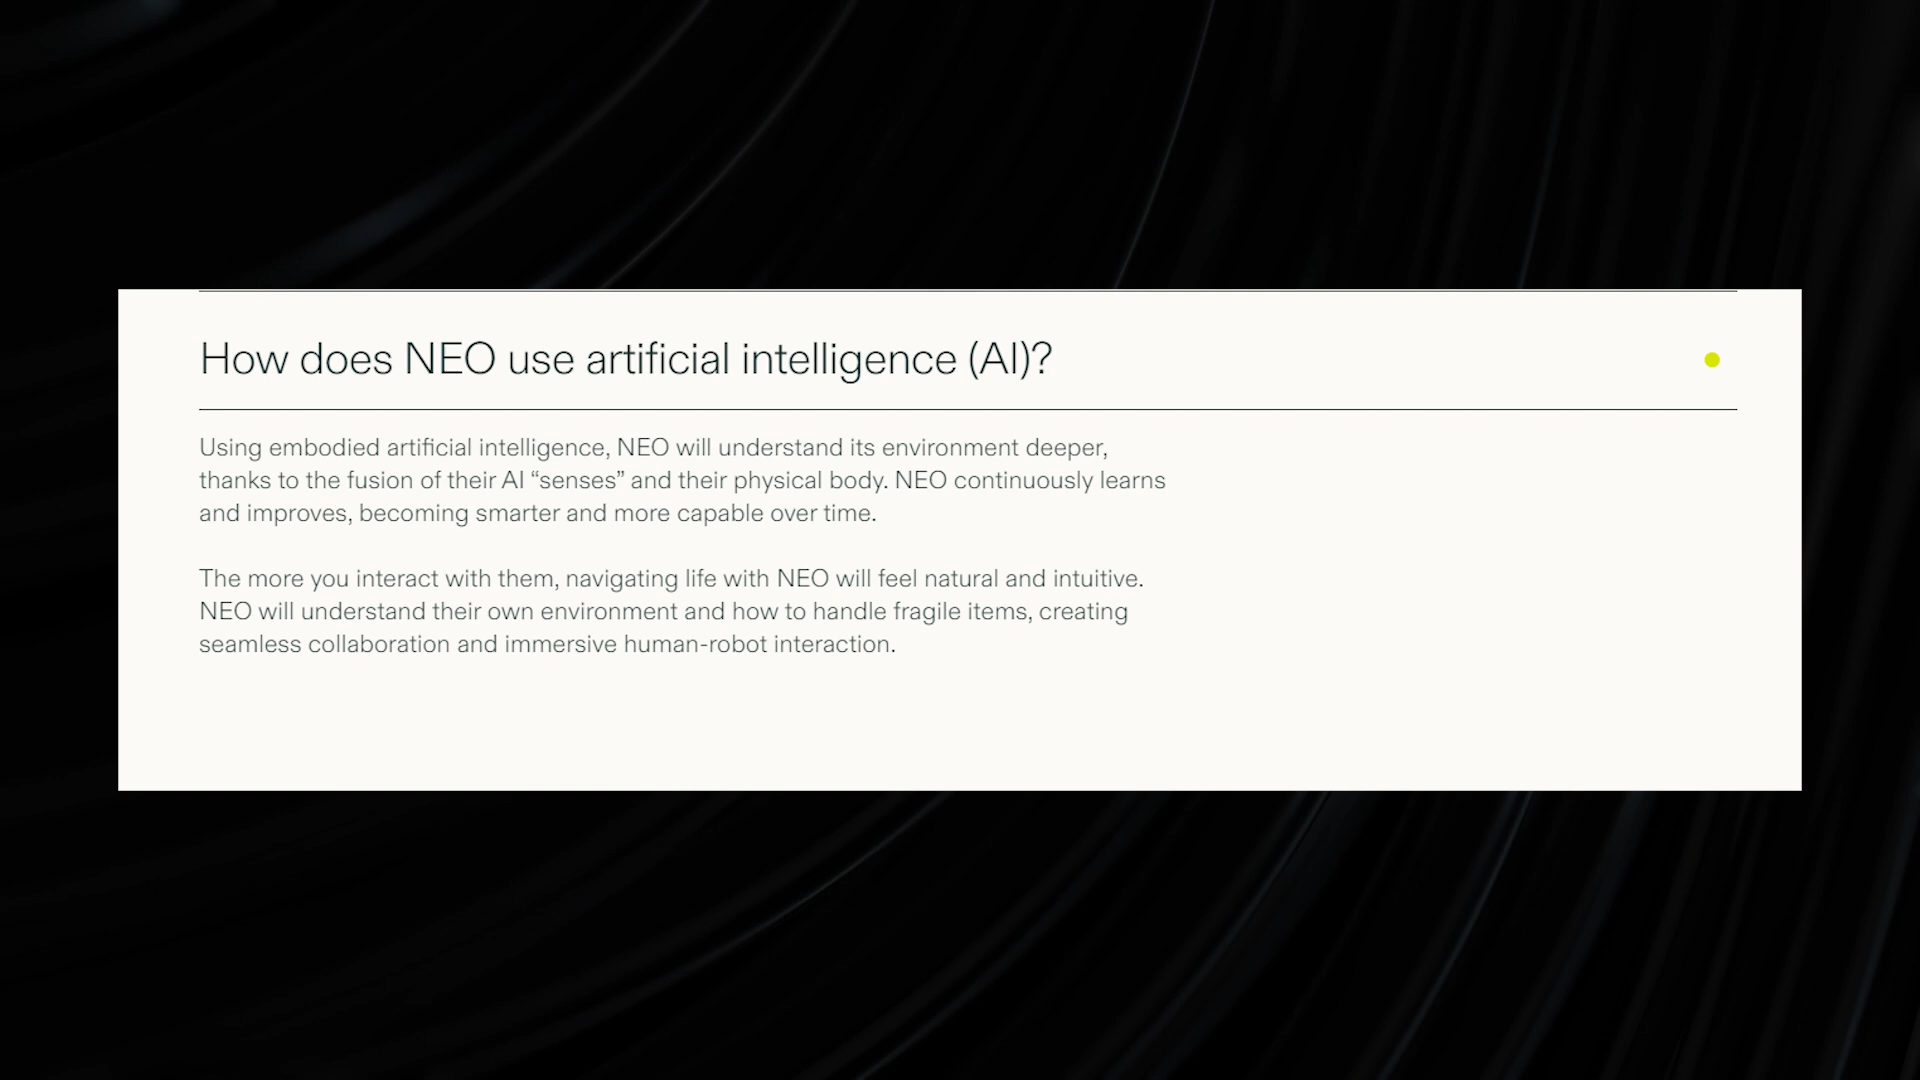 How does NEO use artificial intelligence (AI)?
Using embodied artificial intelligence, NEO will understand its environment deeper,
thanks to the fusion of their AI “senses” and their physical body. NEO continuously learns
and improves, becoming smarter and more capable over time.
The more you interact with them, navigating life with NEO will feel natural and intuitive.
NEO will understand their own environment and how to handle fragile items, creating
seamless collaboration and immersive human-robot interaction.